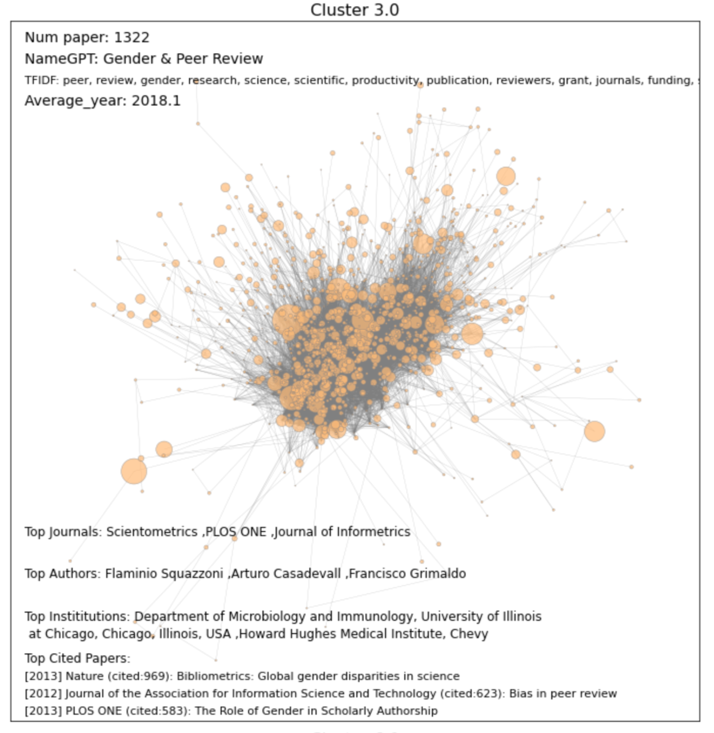 Cluster 3.0
Num paper: 1322
NameGPT: Gender & Peer Review
TFIDF: peer, review, gender, research, science, scientific, productivity, publication, reviewers, grant, journals, funding,
Average_year: 2018.1
Top Journals: Scientometrics ,PLOS ONE ,Journal of Informetrics
Top Authors: Flaminio Squazzoni ,Arturo Casadevall ,Francisco Grimaldo
Top Instititutions: Department of Microbiology and Immunology, University of Illinois
at Chicago, Chicago, Illinois, USA ,Howard Hughes Medical Institute, Chevy
Top Cited Papers:
[2013] Nature (cited:969): Bibliometrics: Global gender disparities in science
[2012] Journal of the Association for Information Science and Technology (cited:623): Bias in peer review
[2013] PLOS ONE (cited:583): The Role of Gender in Scholarly Authorship